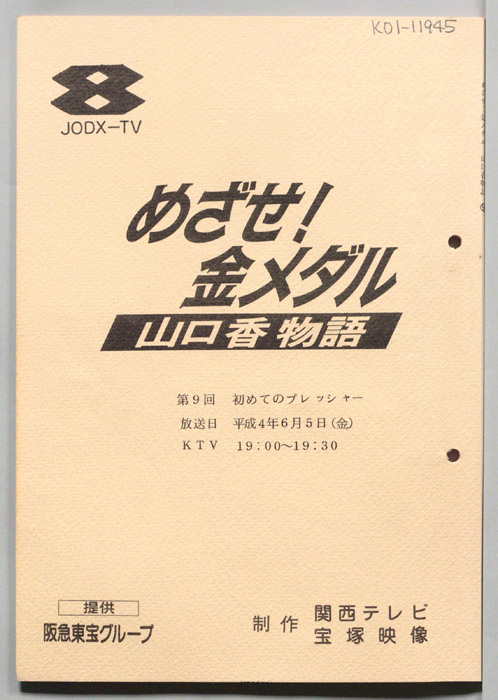 K01-11945
8
JODX-TV
めざせ!
金メダル
山口香物語
第9回 初めてのプレッシャー
放送日 平成4年6月5日(金)
KTV 19:00~19:30
提供
阪急東宝グループ
制作 関西テレビ
宝塚映像